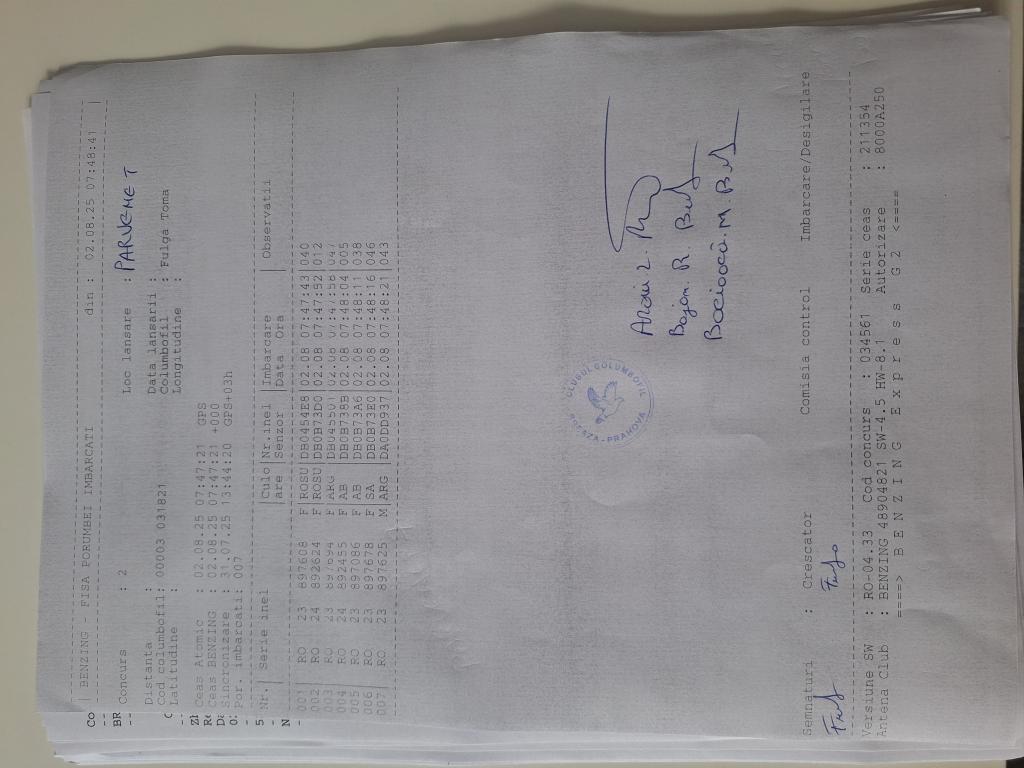 BENZING - FISA PORUMBEI IMBARCATI din : 02.08.25 07:48:41
Concurs : 2 Loc lansare : PARJERHET
Distanta : Data lansarii :
Cod columbofil: 00003 031821 Columbofil : Fulga Toma
Latitudine : Longitudine :
Ceas Atomic : 02.08.25 07:47:21 GPS
Ceas BENZING : 02.08.25 07:47:21 +000
Sincronizare : 31.07.25 13:44:20 GPS+03h
Por. imbarcati: 007
Nr.| Serie inel |Culo|Nr.inel |Imbarcare | Observatii
|are |Senzor |Data Ora |
001 RO 23 897608 F|ROSU|DB0454E8|02.08 07:47:43|040
002 RO 24 892624 F|ROSU|DB0B73D0|02.08 07:47:52|012
003 RO 23 897694 F|ARG 02.08 07:47:58|047
004 RO 24 892455 F|AB |DB0B738B|02.08 07:48:04|005
005 RO 23 897086 F|AB |DB0B73A6|02.08 07:48:11|038
006 RO 23 897678 F|SA |DB0B73E0|02.08 07:48:16|046
007 RO 23 897625 M|ARG |DA0DD937|02.08 07:48:21|043
CLUBUL COLUMBOFIL
PRAHOVA
Semnaturi : Crescator Comisia control Imbarcare/Desigilare
Versiune SW : RO-04.33 Cod concurs : 034561 Serie ceas : 211354
Antena Club : BENZING 48904821 SW-4.5 HW-8.1 Autorizare : 8000A250
====> B E N Z I N G E x p r e s s G 2 <====